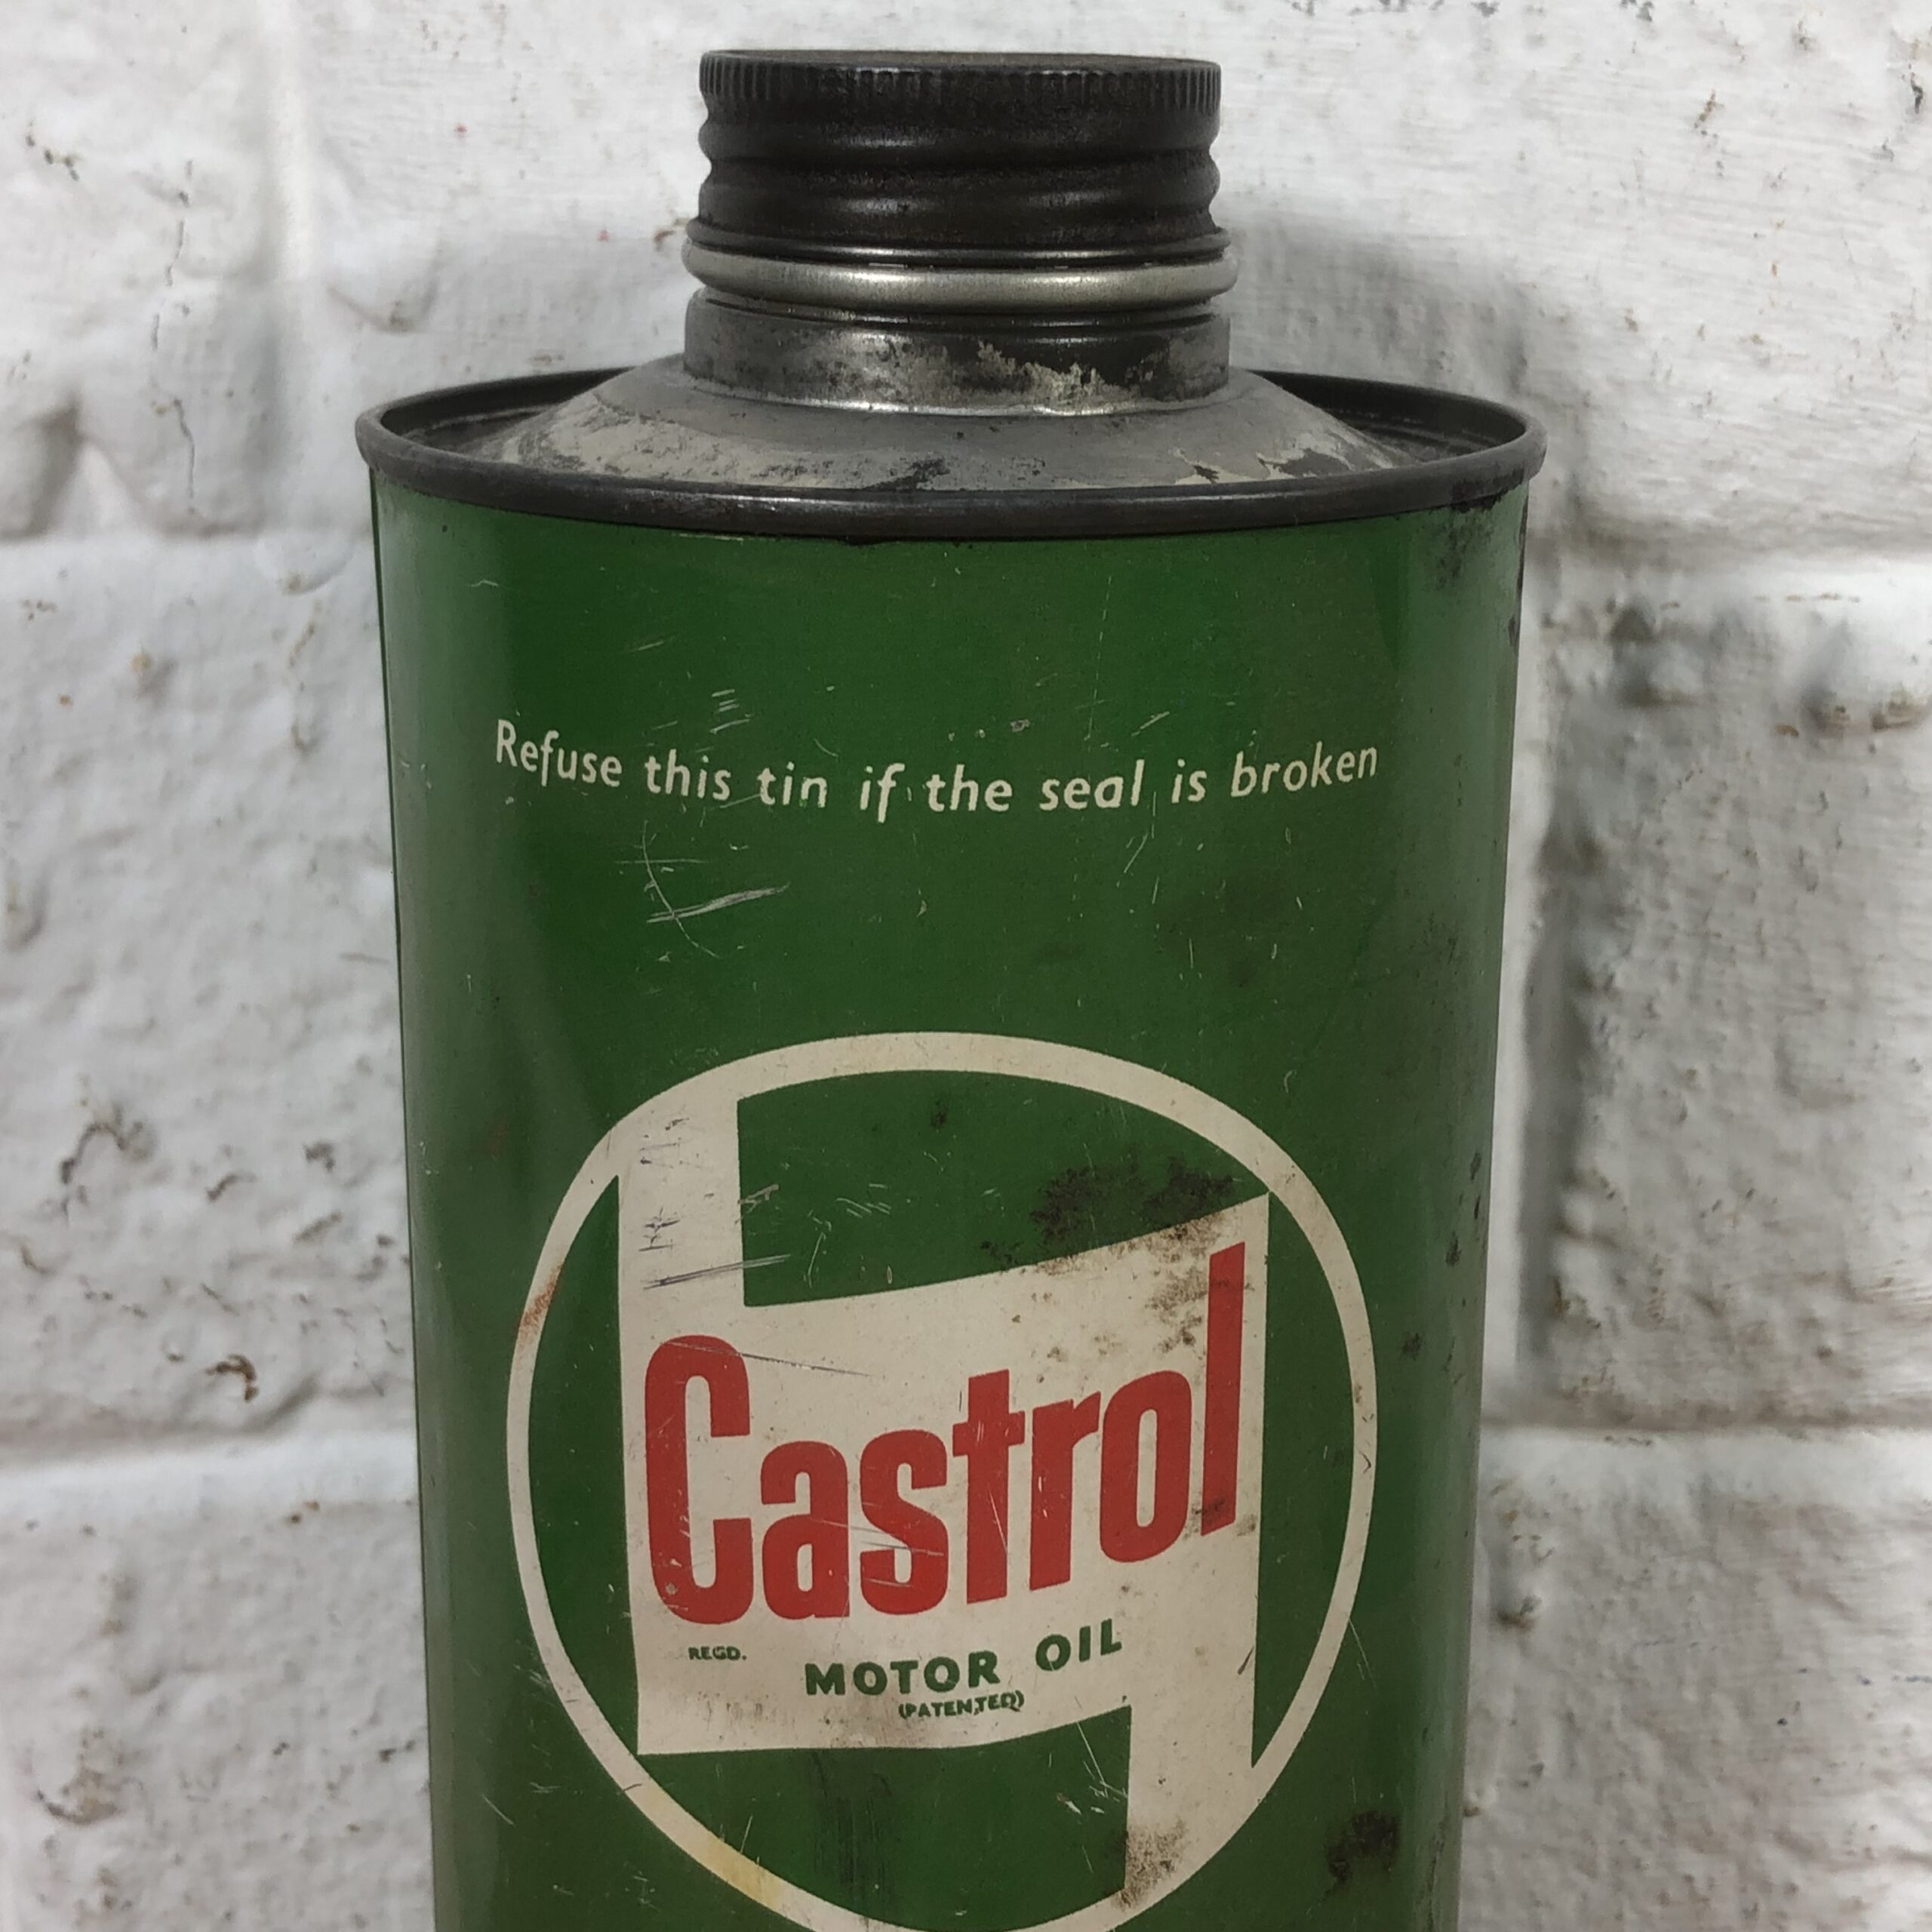 Refuse this tin if the seal is broken
Castrol
REGD.
MOTOR OIL
(PATENTED)